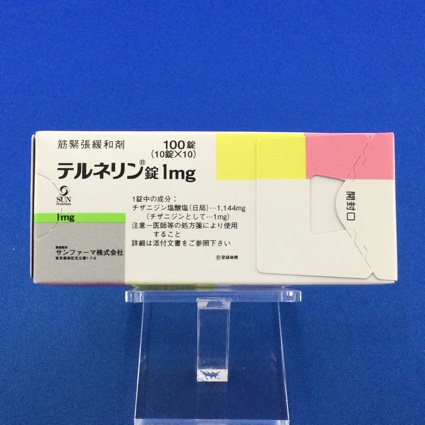 筋緊張緩和剤
100錠
(10錠×10)
テルネリン®錠1mg
SUN
1mg
1錠中の成分：
チザニジン塩酸塩(日局)…1.144mg
(チザニジンとして…1mg)
注意－医師等の処方箋により使用
すること
詳細は添付文書をご参照下さい
サンファーマ株式会社
開封口